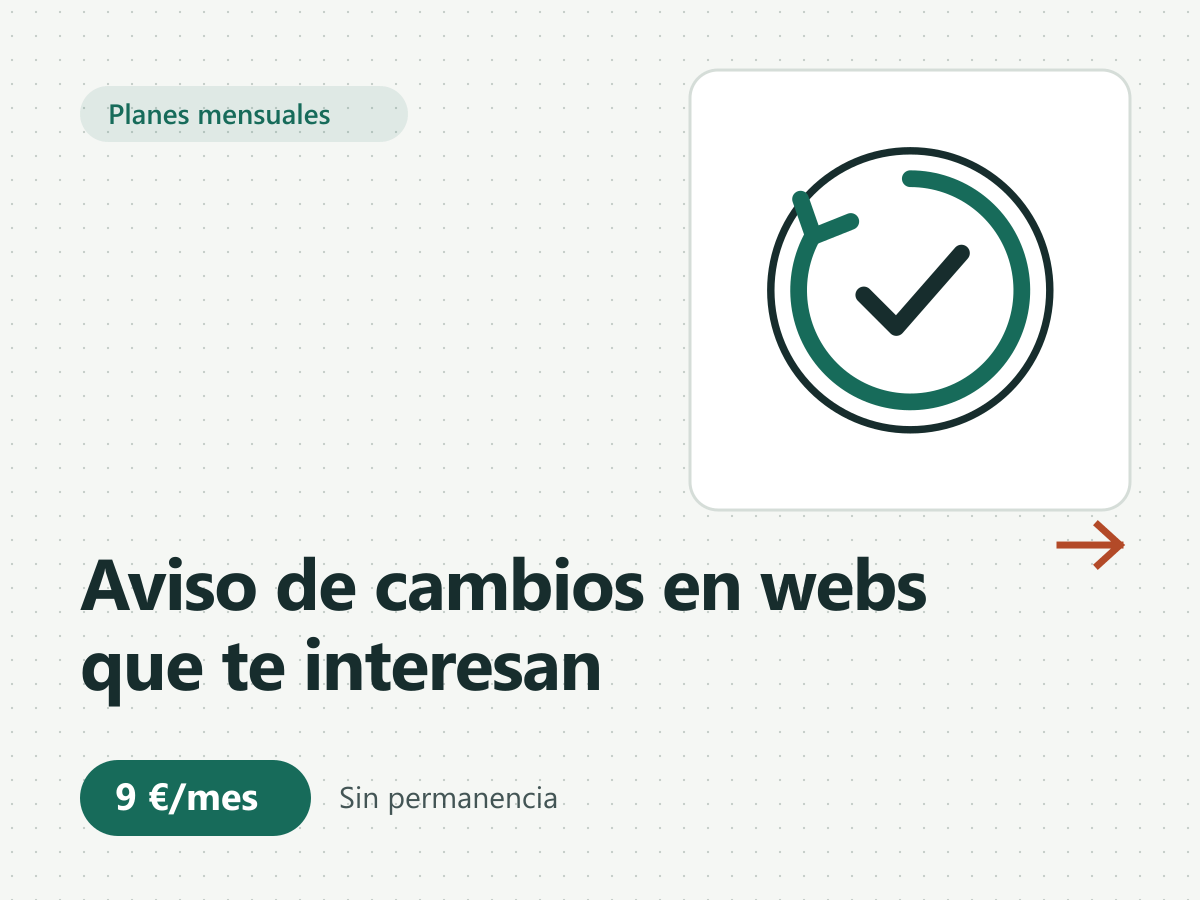 Planes mensuales
Aviso de cambios en webs
que te interesan
9 €/mes
Sin permanencia